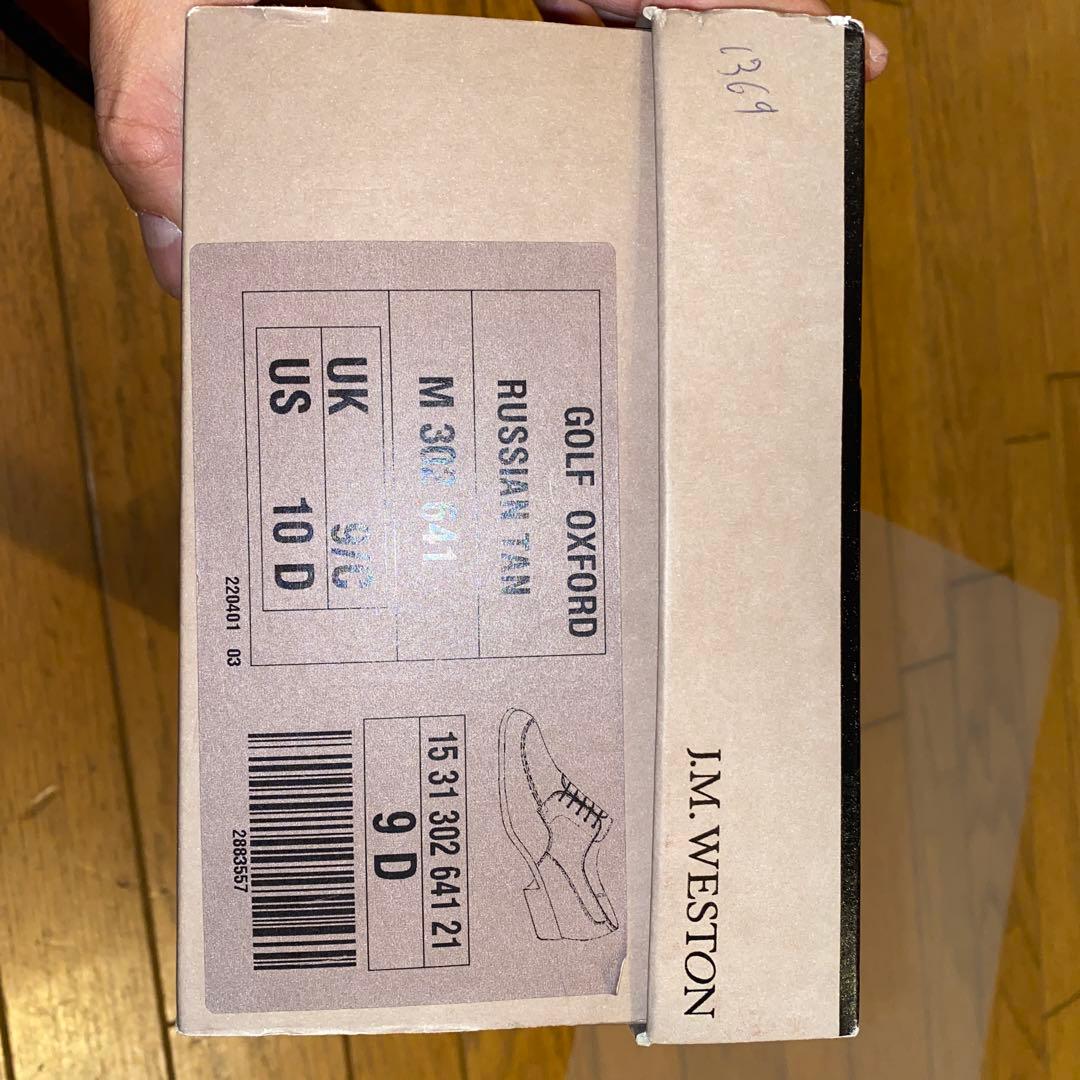 1369
J.M. WESTON
GOLF OXFORD
RUSSIAN TAN
M 302 641
UK 9/C
US 10 D
220401 03
15 31 302 641 21
9 D
2883557